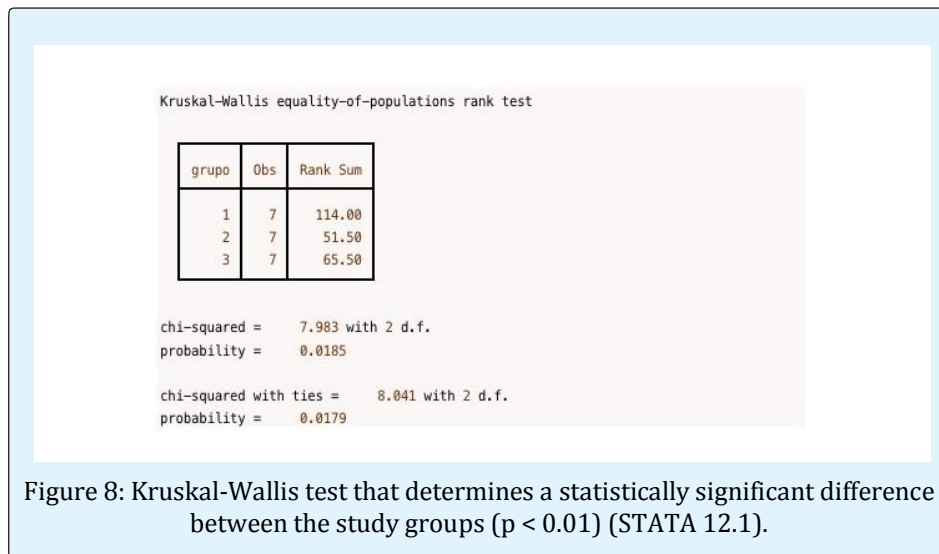 Kruskal-Wallis equality-of-populations rank test
grupo Obs Rank Sum
1 7 114.00
2 7 51.50
3 7 65.50
chi-squared = 7.983 with 2 d.f.
probability = 0.0185
chi-squared with ties = 8.041 with 2 d.f.
probability = 0.0179
Figure 8: Kruskal-Wallis test that determines a statistically significant difference
between the study groups (p < 0.01) (STATA 12.1).